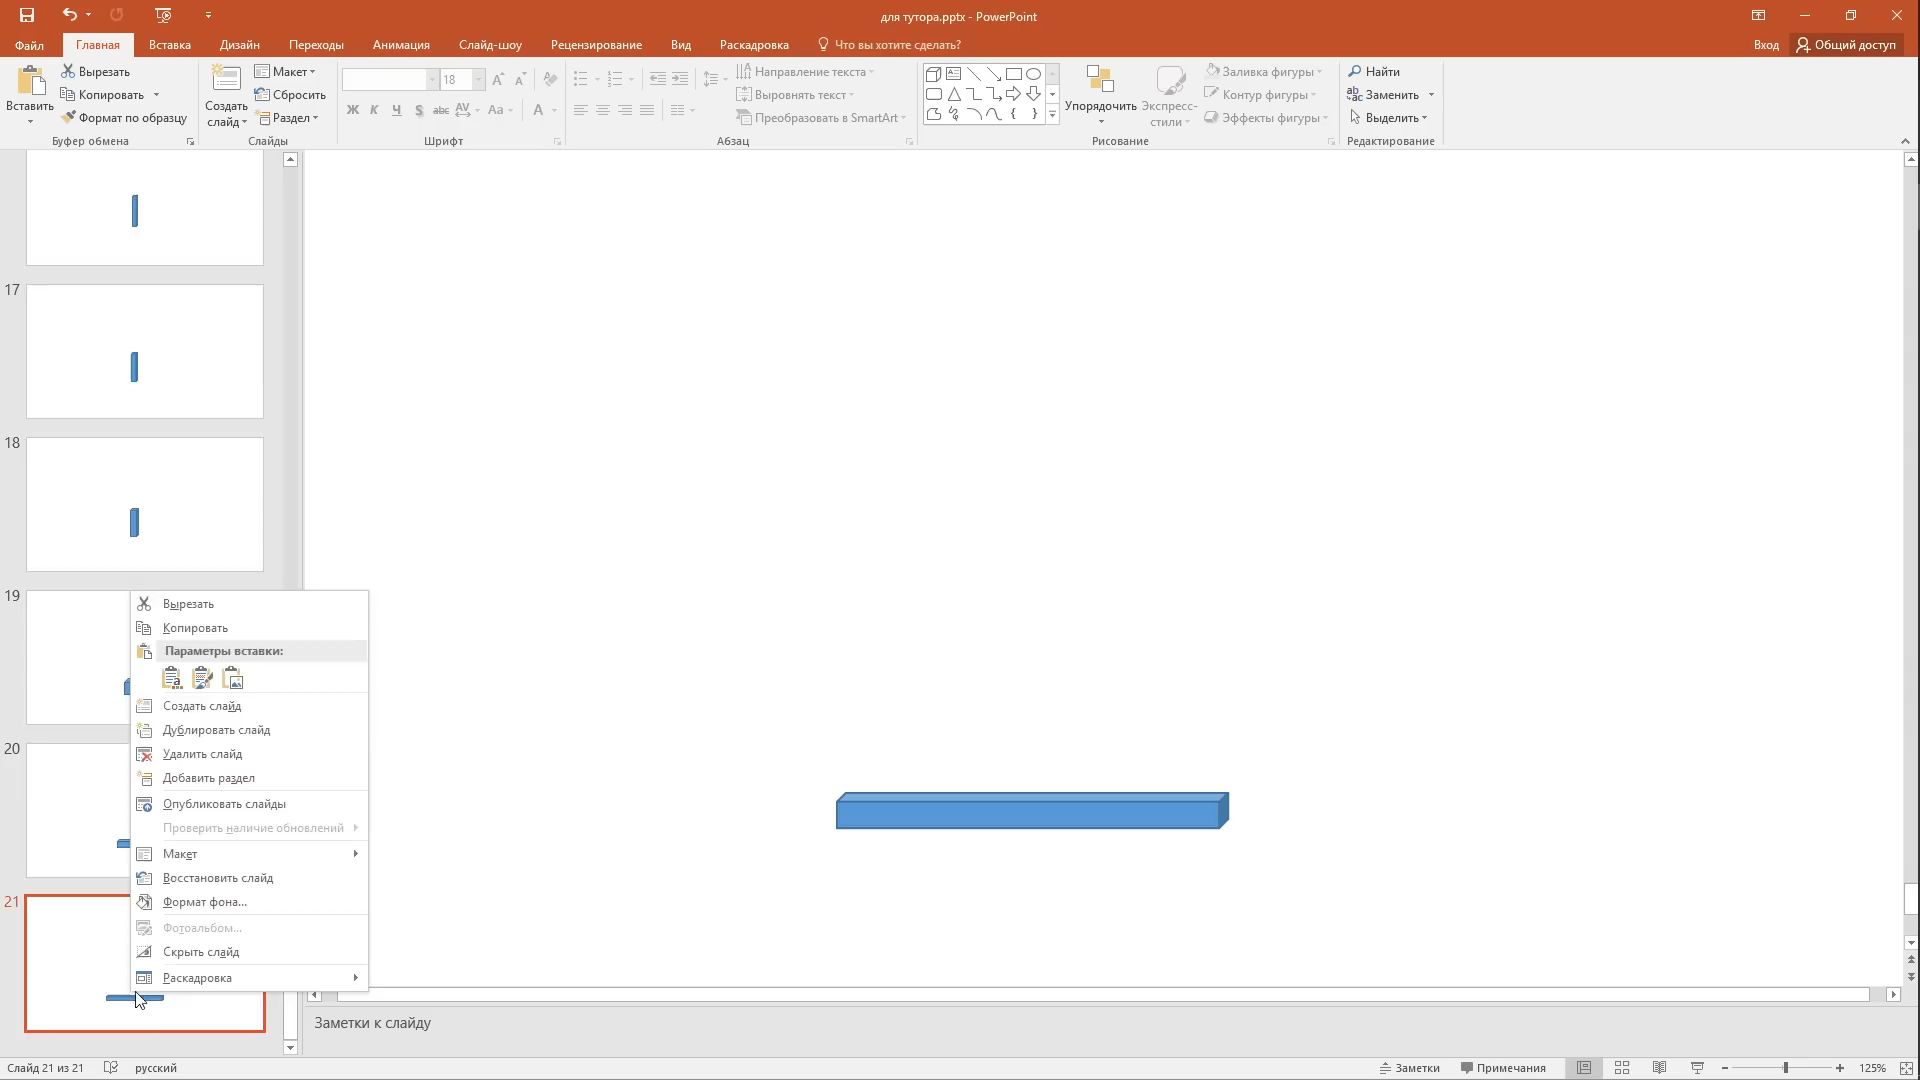 для тутора.pptx - PowerPoint
Файл Главная Вставка Дизайн Переходы Анимация Слайд-шоу Рецензирование Вид Раскадровка Что вы хотите сделать? Вход Общий доступ
Вставить
Вырезать
Копировать
Формат по образцу
Буфер обмена
Создать слайд
Макет
Сбросить
Раздел
Слайды
18
Ж К Ч S abc AV Aa A
Шрифт
Направление текста
Выровнять текст
Преобразовать в SmartArt
Абзац
Упорядочить
Экспресс-стили
Заливка фигуры
Контур фигуры
Эффекты фигуры
Рисование
Найти
Заменить
Выделить
Редактирование
17
18
19
20
21
Вырезать
Копировать
Параметры вставки:
Создать слайд
Дублировать слайд
Удалить слайд
Добавить раздел
Опубликовать слайды
Проверить наличие обновлений
Макет
Восстановить слайд
Формат фона...
Фотоальбом...
Скрыть слайд
Раскадровка
Заметки к слайду
Слайд 21 из 21 русский Заметки Примечания 125%